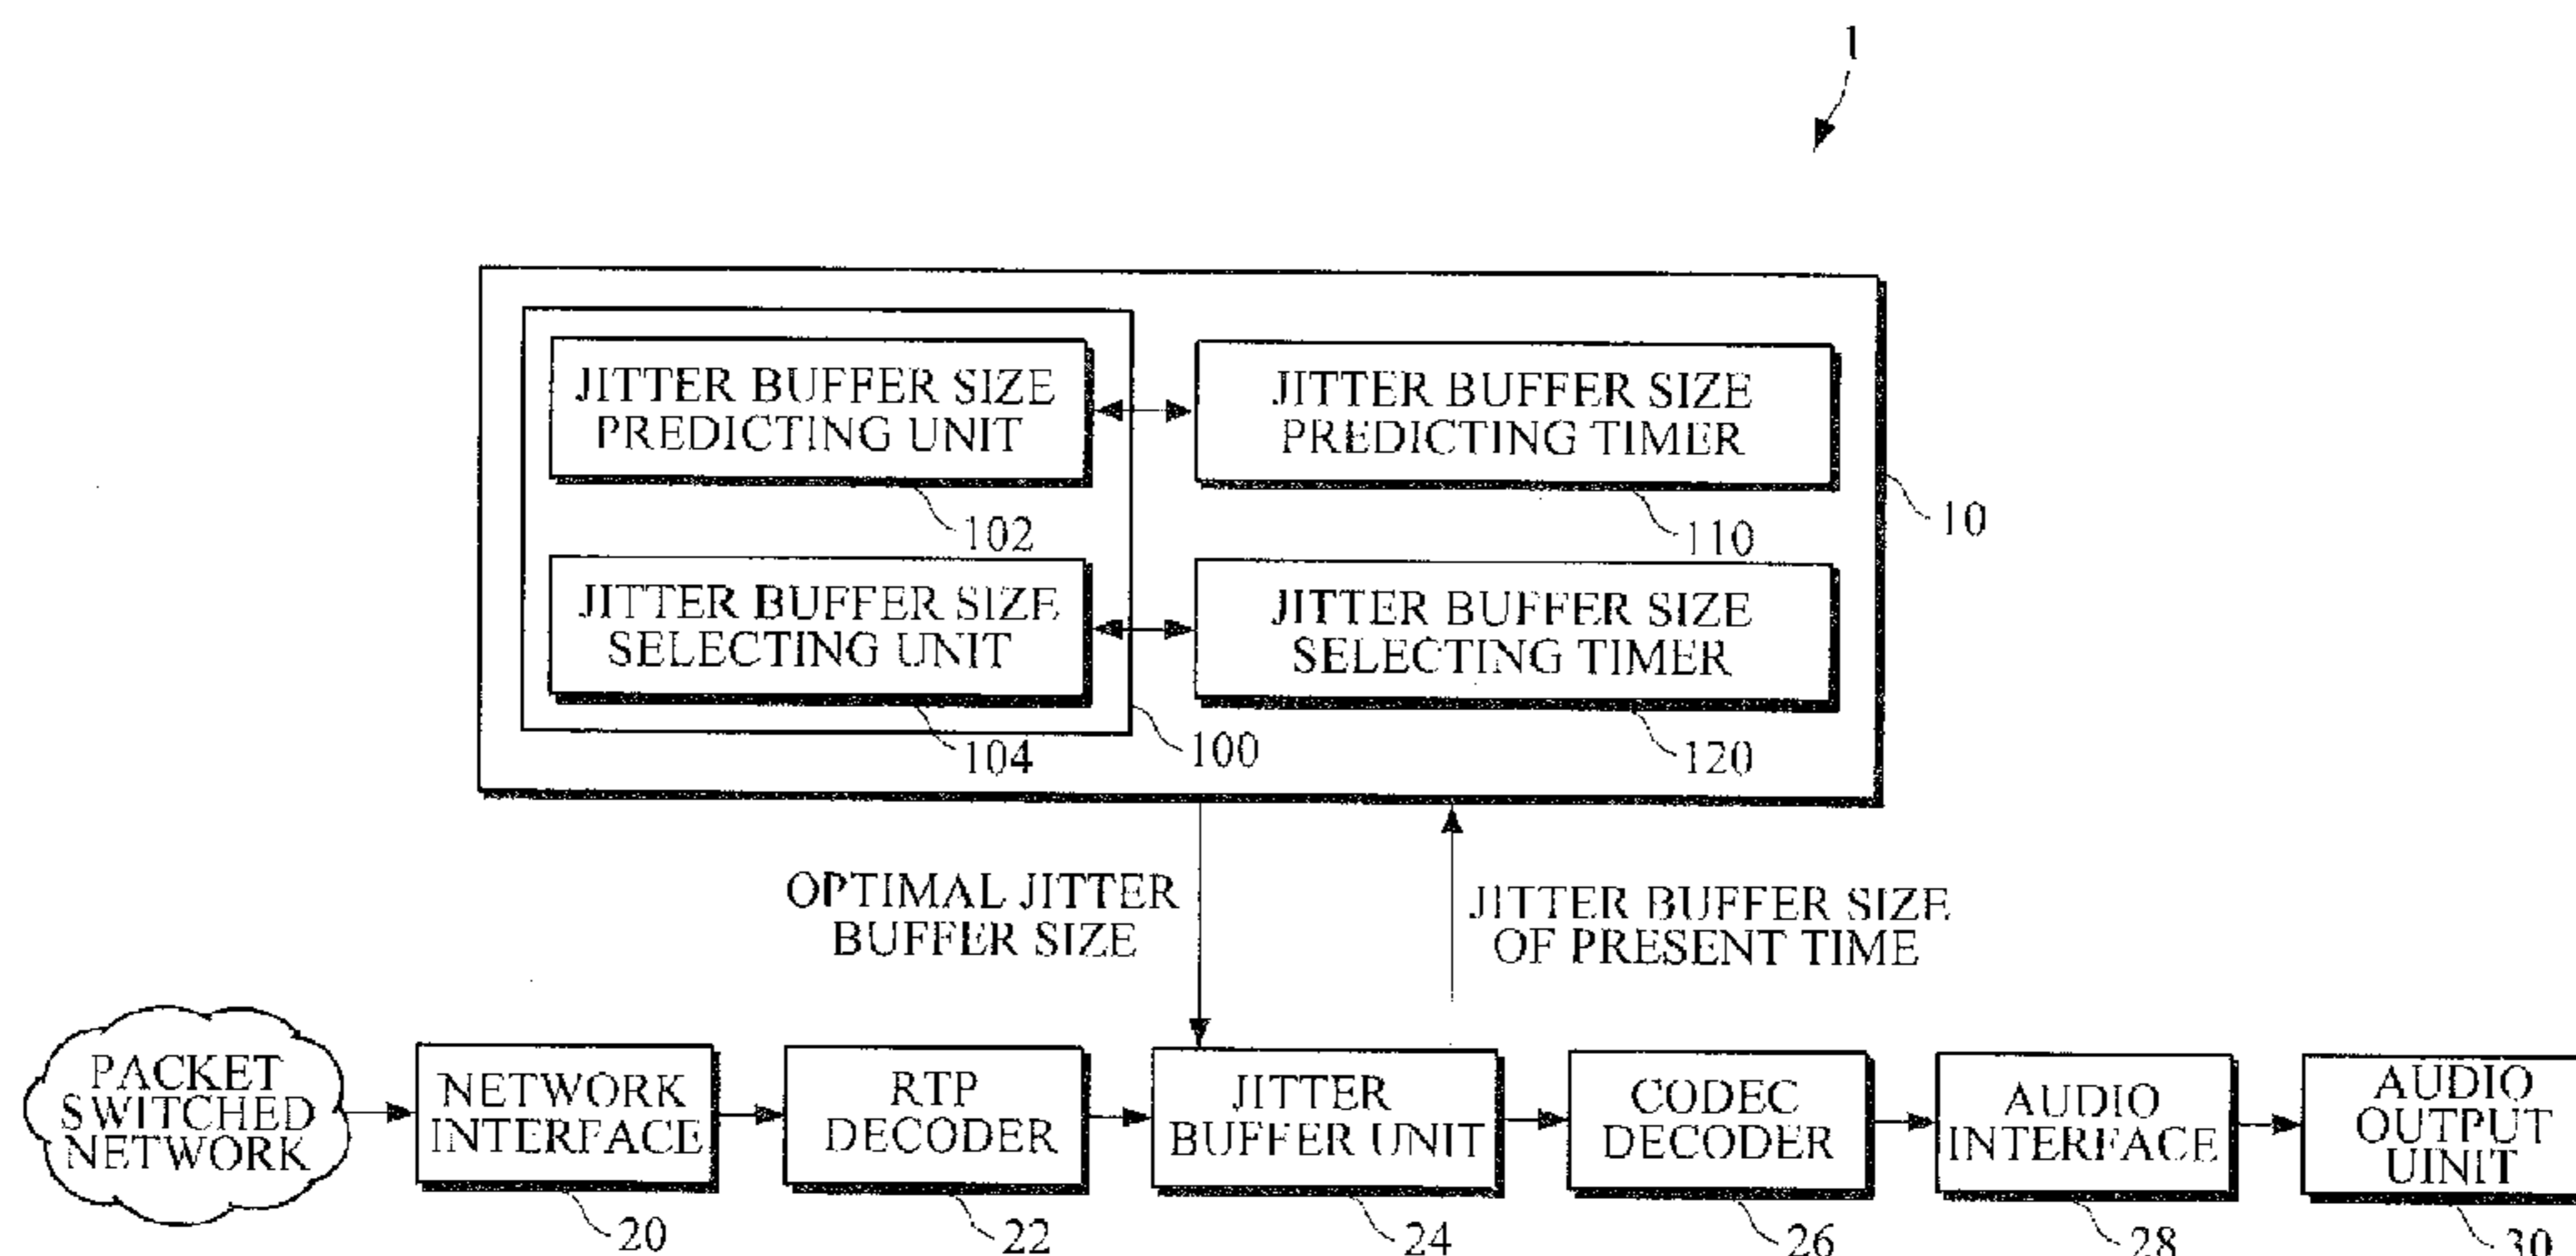 1
JITTER BUFFER SIZE
PREDICTING UNIT
102
JITTER BUFFER SIZE
PREDICTING TIMER
110
10
JITTER BUFFER SIZE
SELECTING UNIT
104
100
JITTER BUFFER SIZE
SELECTING TIMER
120
OPTIMAL JITTER
BUFFER SIZE
JITTER BUFFER SIZE
OF PRESENT TIME
PACKET
SWITCHED
NETWORK
NETWORK
INTERFACE
20
RTP
DECODER
22
JITTER
BUFFER UNIT
24
CODEC
DECODER
26
AUDIO
INTERFACE
28
AUDIO
OUTPUT
UINIT
30